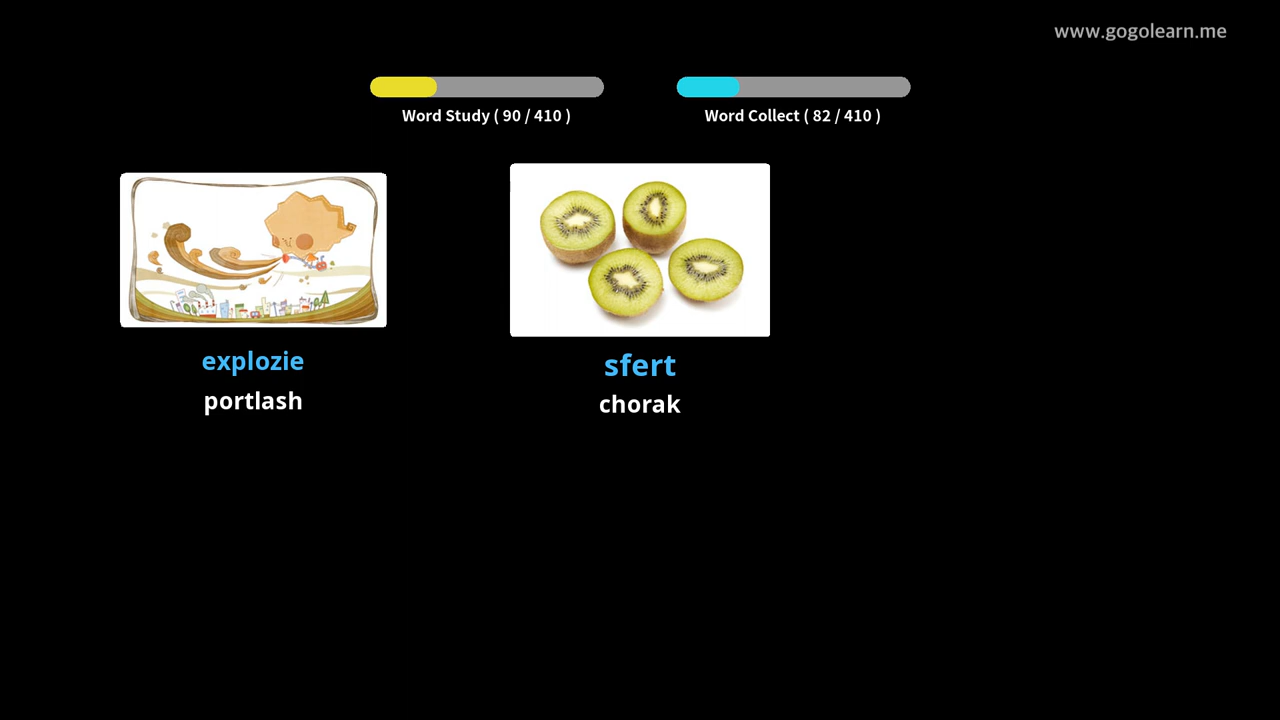 www.gogolearn.me
Word Study ( 90 / 410 )
Word Collect ( 82 / 410 )
explozie
portlash
sfert
chorak